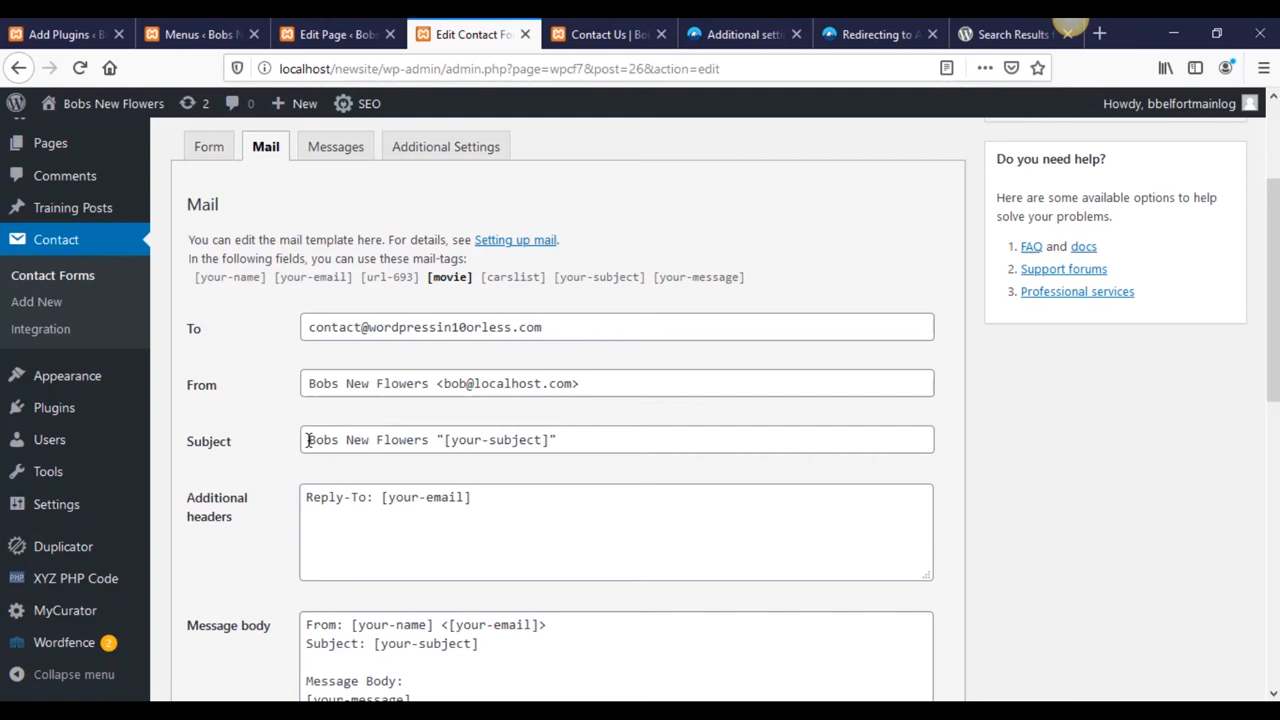 Add Plugins ‹ B
Menus ‹ Bobs N
Edit Page ‹ Bobs
Edit Contact Fo
Contact Us | Bo
Additional setti
Redirecting to A
Search Results f
localhost/newsite/wp-admin/admin.php?page=wpcf7&post=26&action=edit
Bobs New Flowers
2
0
New
SEO
Howdy, bbelfortmainlog
Pages
Comments
Training Posts
Contact
Contact Forms
Add New
Integration
Appearance
Plugins
Users
Tools
Settings
Duplicator
PHP XYZ PHP Code
MyCurator
Wordfence 2
Collapse menu
Form
Mail
Messages
Additional Settings
Mail
You can edit the mail template here. For details, see Setting up mail.
In the following fields, you can use these mail-tags:
[your-name] [your-email] [url-693] [movie] [carslist] [your-subject] [your-message]
To
contact@wordpressin10orless.com
From
Bobs New Flowers <bob@localhost.com>
Subject
Bobs New Flowers "[your-subject]"
Additional
headers
Reply-To: [your-email]
Message body
From: [your-name] <[your-email]>
Subject: [your-subject]
Message Body:
[your-message]
Do you need help?
Here are some available options to help
solve your problems.
1. FAQ and docs
2. Support forums
3. Professional services